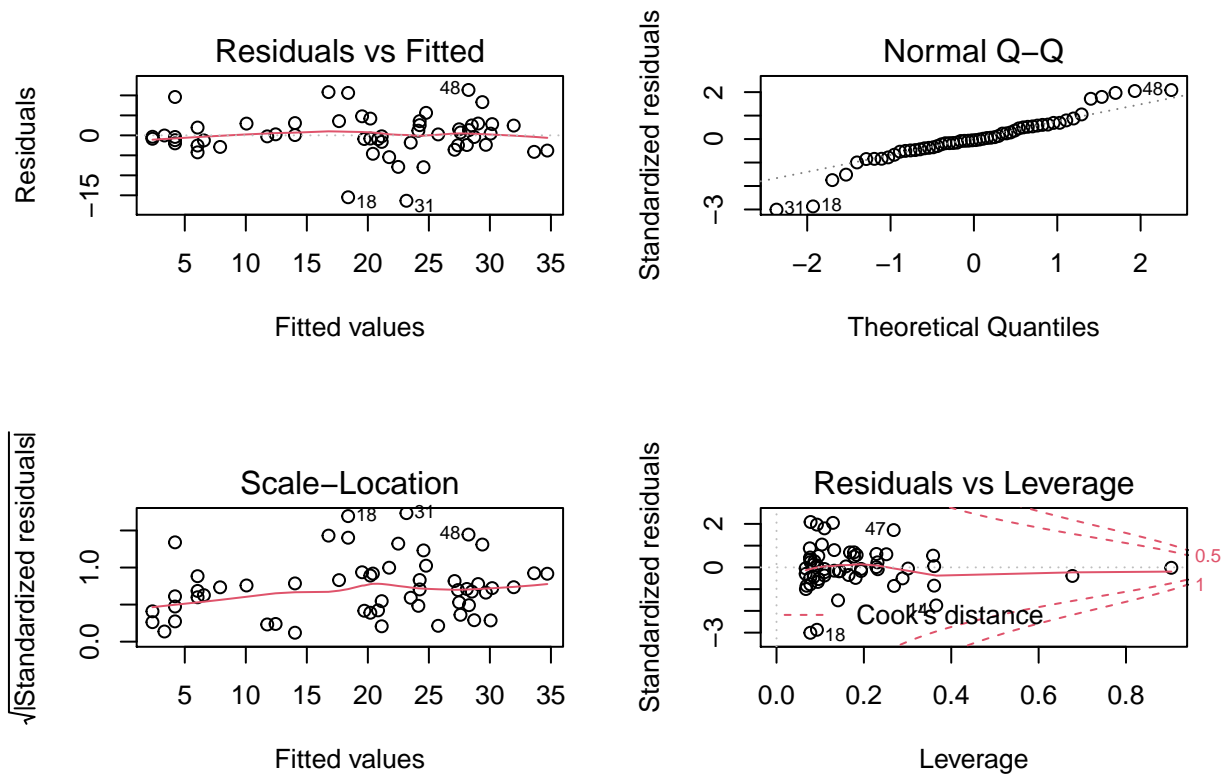 Residuals vs Fitted
Residuals
0
−15
48
18
31
5 10 15 20 25 30 35
Fitted values
Normal Q−Q
Standardized residuals
2
0
−3
48
31
18
−2 −1 0 1 2
Theoretical Quantiles
Scale−Location
√|Standardized residuals|
1.0
0.0
18
31
48
5 10 15 20 25 30 35
Fitted values
Residuals vs Leverage
Standardized residuals
2
0
−3
47
0.5
1
14
Cook's distance
18
0.0 0.2 0.4 0.6 0.8
Leverage